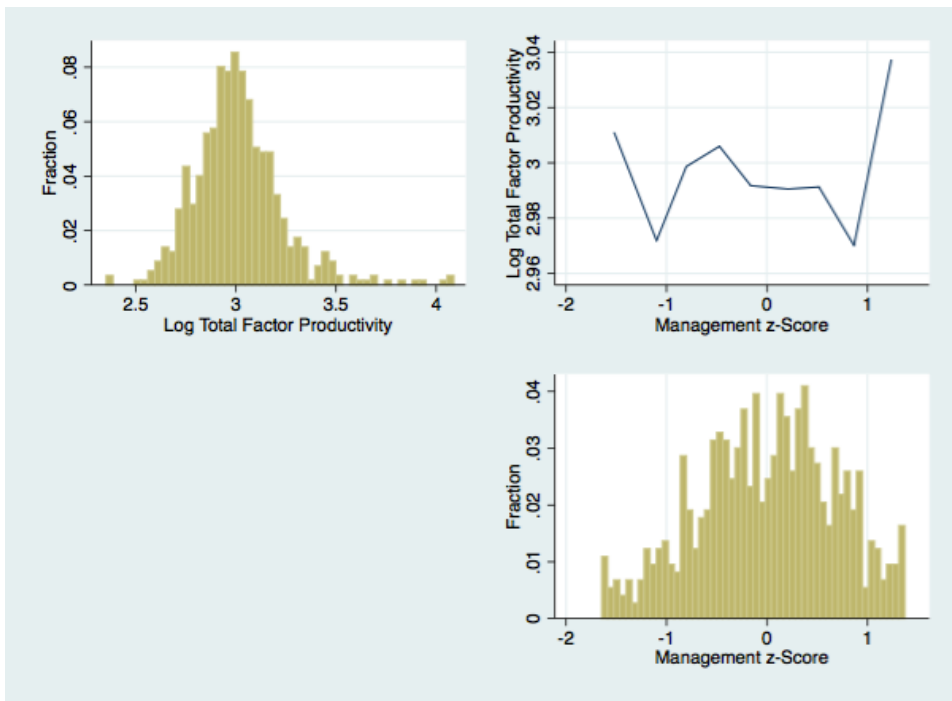 Fraction
.08
.06
.04
.02
0
2.5 3 3.5 4
Log Total Factor Productivity
Log Total Factor Productivity
3.04
3.02
3
2.98
2.96
-2 -1 0 1
Management z-Score
Fraction
.04
.03
.02
.01
0
-2 -1 0 1
Management z-Score